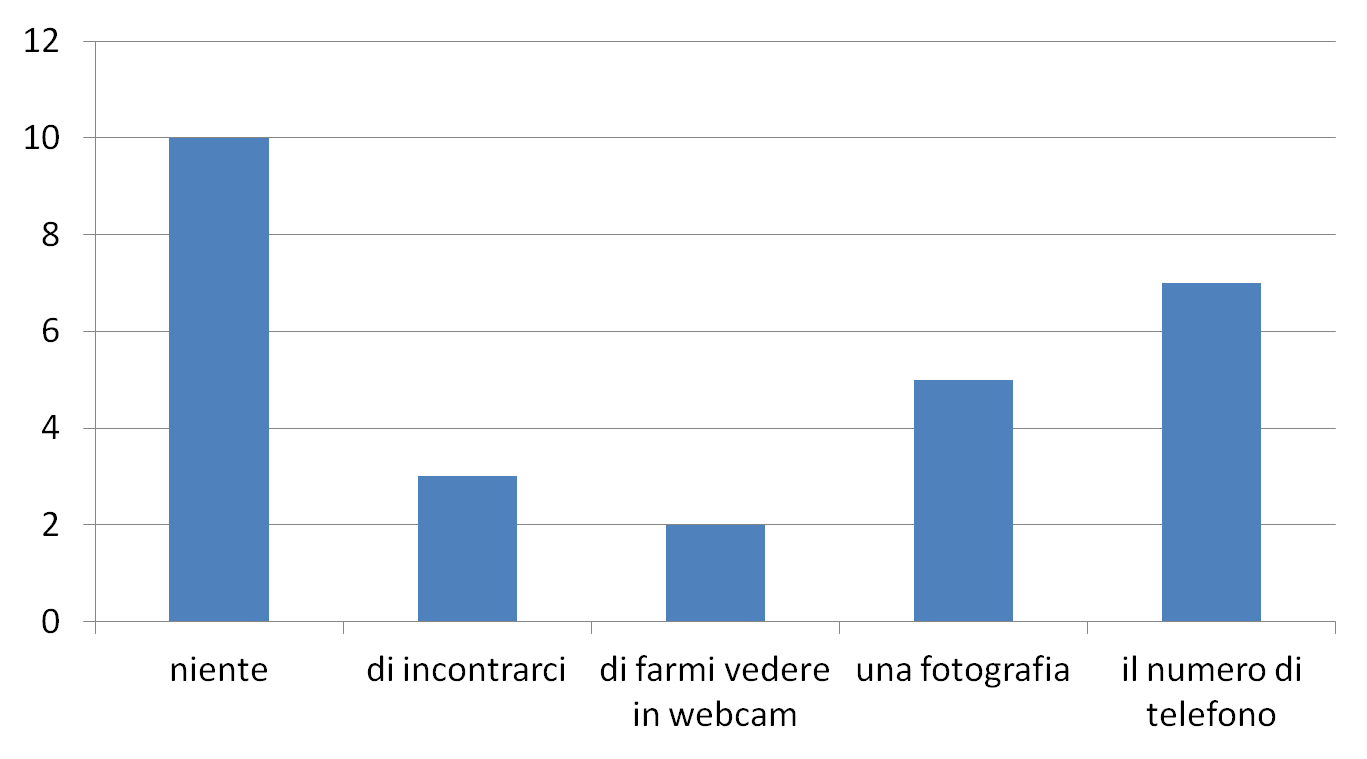 12
10
8
6
4
2
0
niente
di incontrarci
di farmi vedere
in webcam
una fotografia
il numero di
telefono